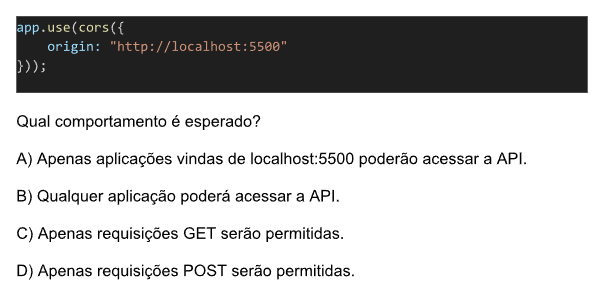 app.use(cors({
    origin: "http://localhost:5500"
}));
Qual comportamento é esperado?
A) Apenas aplicações vindas de localhost:5500 poderão acessar a API.
B) Qualquer aplicação poderá acessar a API.
C) Apenas requisições GET serão permitidas.
D) Apenas requisições POST serão permitidas.